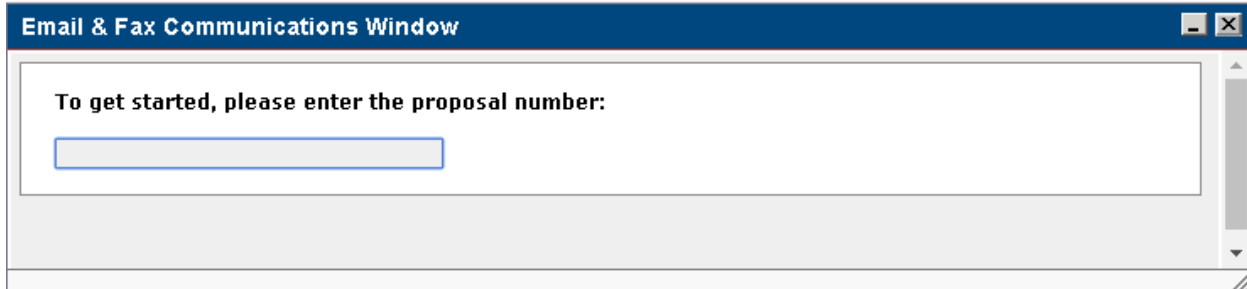 Email & Fax Communications Window
To get started, please enter the proposal number: